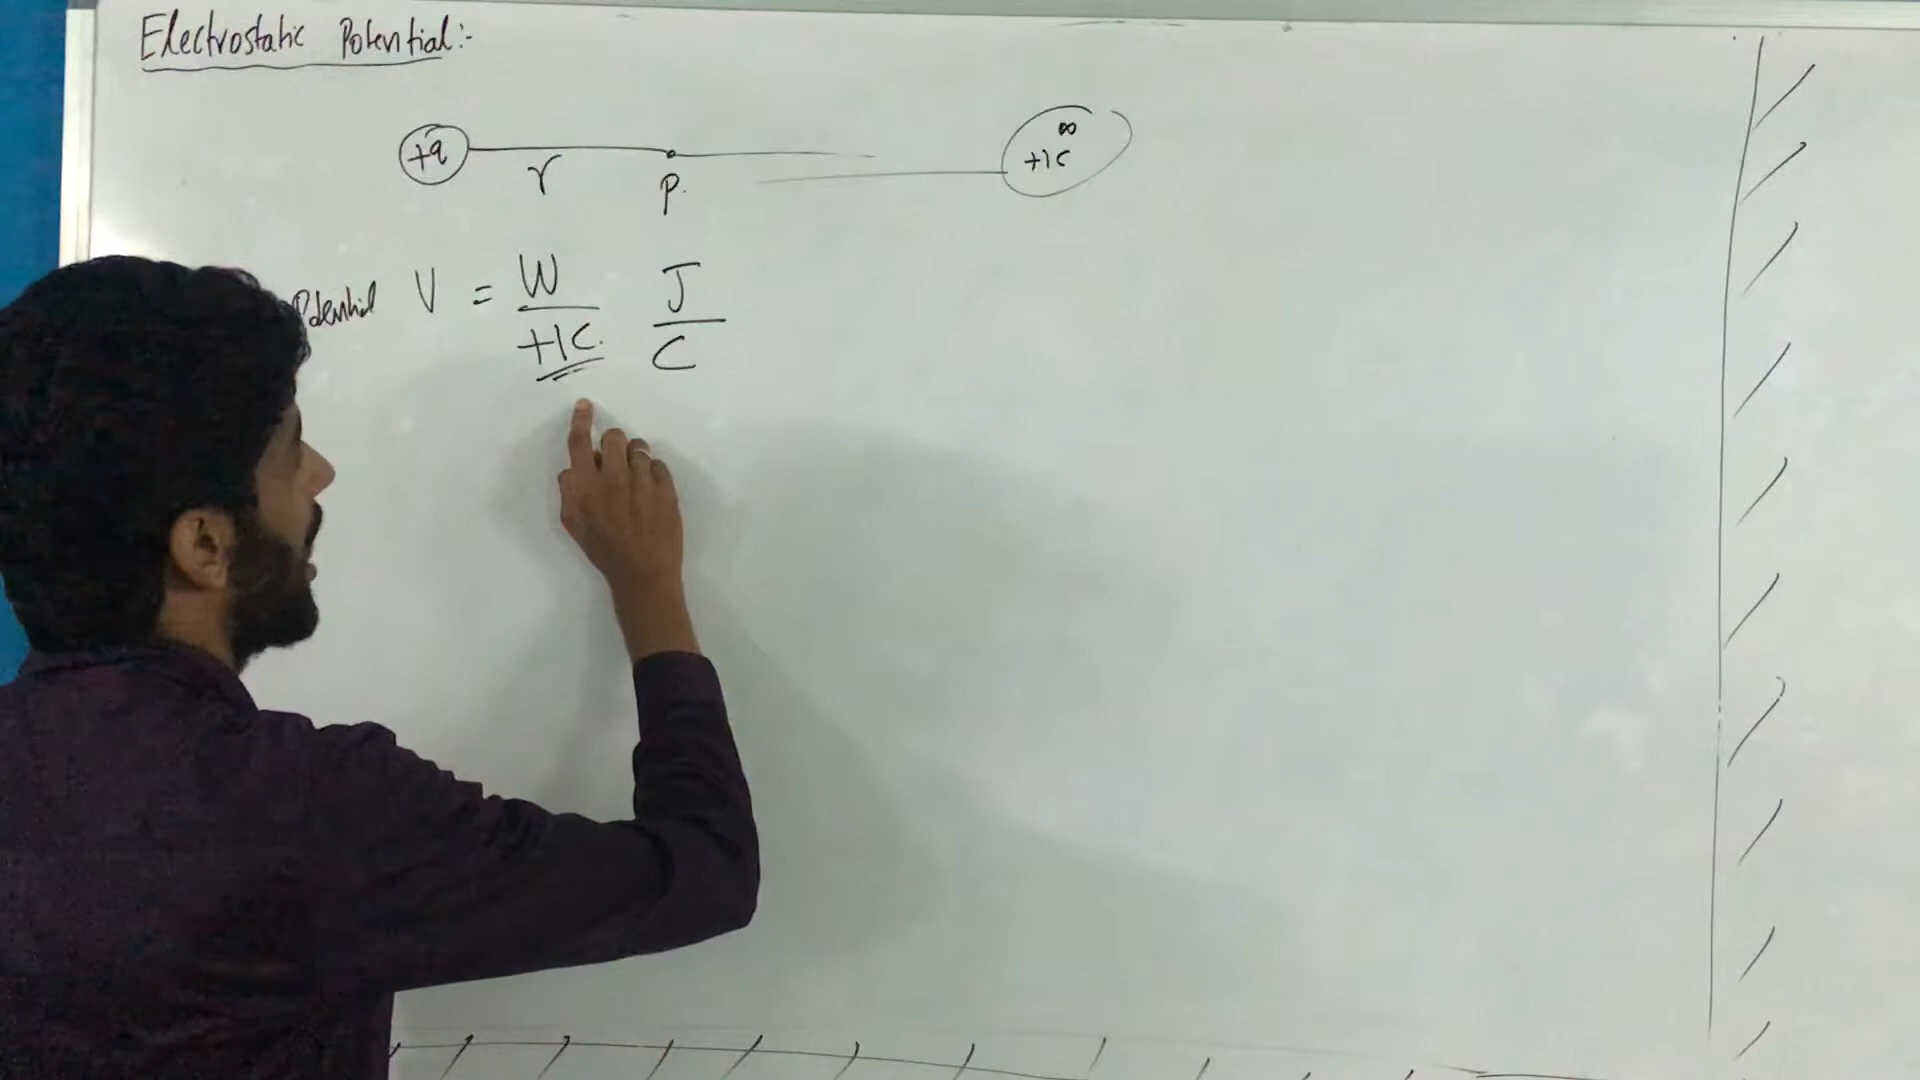 Electrostatic Potential:-
+q r P. ∞ +1C
Potential V = W/+1C. J/C